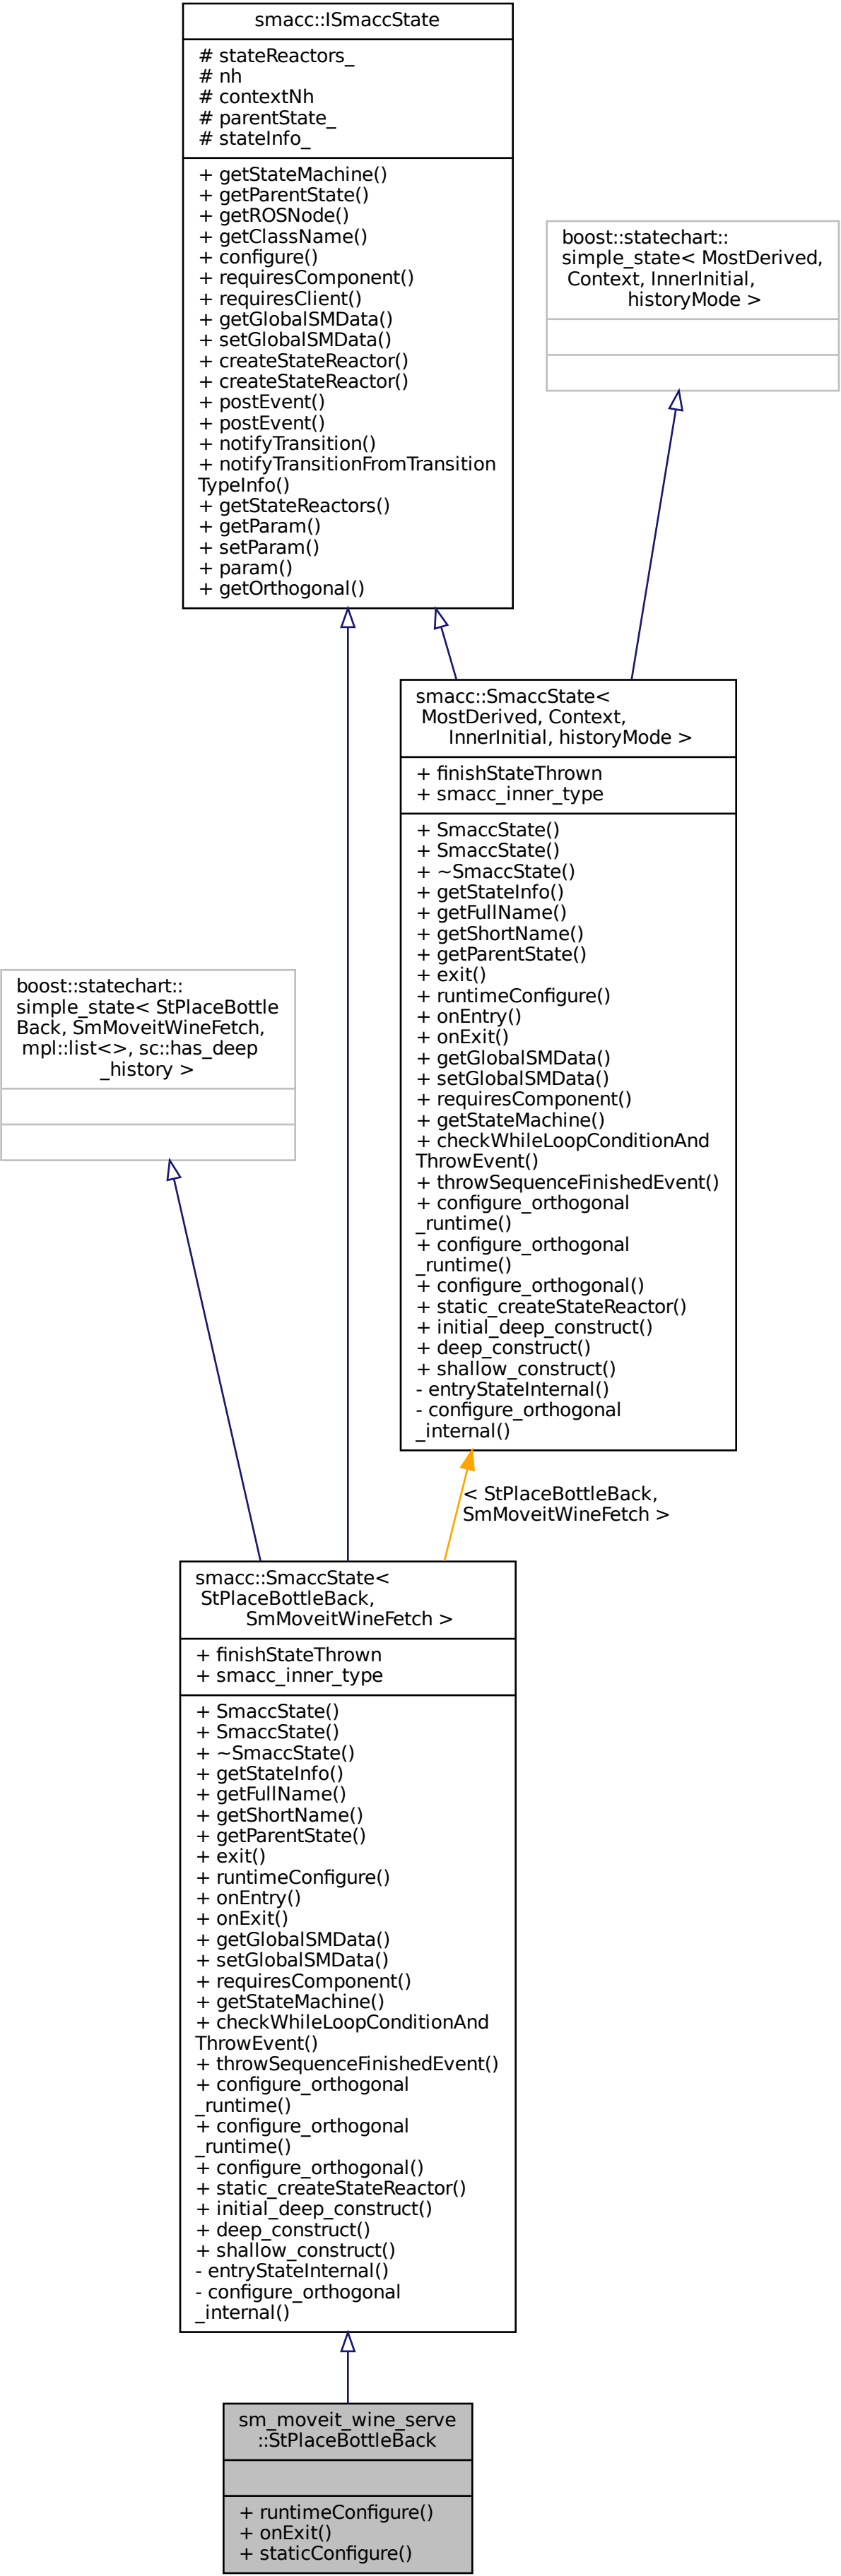 smacc::ISmaccState
# stateReactors_
# nh
# contextNh
# parentState_
# stateInfo_
+ getStateMachine()
+ getParentState()
+ getROSNode()
+ getClassName()
+ configure()
+ requiresComponent()
+ requiresClient()
+ getGlobalSMData()
+ setGlobalSMData()
+ createStateReactor()
+ createStateReactor()
+ postEvent()
+ postEvent()
+ notifyTransition()
+ notifyTransitionFromTransition
TypeInfo()
+ getStateReactors()
+ getParam()
+ setParam()
+ param()
+ getOrthogonal()
boost::statechart::
simple_state< MostDerived,
Context, InnerInitial,
historyMode >
smacc::SmaccState<
MostDerived, Context,
InnerInitial, historyMode >
+ finishStateThrown
+ smacc_inner_type
+ SmaccState()
+ SmaccState()
+ ~SmaccState()
+ getStateInfo()
+ getFullName()
+ getShortName()
+ getParentState()
+ exit()
+ runtimeConfigure()
+ onEntry()
+ onExit()
+ getGlobalSMData()
+ setGlobalSMData()
+ requiresComponent()
+ getStateMachine()
+ checkWhileLoopConditionAnd
ThrowEvent()
+ throwSequenceFinishedEvent()
+ configure_orthogonal
_runtime()
+ configure_orthogonal
_runtime()
+ configure_orthogonal()
+ static_createStateReactor()
+ initial_deep_construct()
+ deep_construct()
+ shallow_construct()
- entryStateInternal()
- configure_orthogonal
_internal()
boost::statechart::
simple_state< StPlaceBottle
Back, SmMoveitWineFetch,
mpl::list<>, sc::has_deep
_history >
< StPlaceBottleBack,
SmMoveitWineFetch >
smacc::SmaccState<
StPlaceBottleBack,
SmMoveitWineFetch >
+ finishStateThrown
+ smacc_inner_type
+ SmaccState()
+ SmaccState()
+ ~SmaccState()
+ getStateInfo()
+ getFullName()
+ getShortName()
+ getParentState()
+ exit()
+ runtimeConfigure()
+ onEntry()
+ onExit()
+ getGlobalSMData()
+ setGlobalSMData()
+ requiresComponent()
+ getStateMachine()
+ checkWhileLoopConditionAnd
ThrowEvent()
+ throwSequenceFinishedEvent()
+ configure_orthogonal
_runtime()
+ configure_orthogonal
_runtime()
+ configure_orthogonal()
+ static_createStateReactor()
+ initial_deep_construct()
+ deep_construct()
+ shallow_construct()
- entryStateInternal()
- configure_orthogonal
_internal()
sm_moveit_wine_serve
::StPlaceBottleBack
+ runtimeConfigure()
+ onExit()
+ staticConfigure()